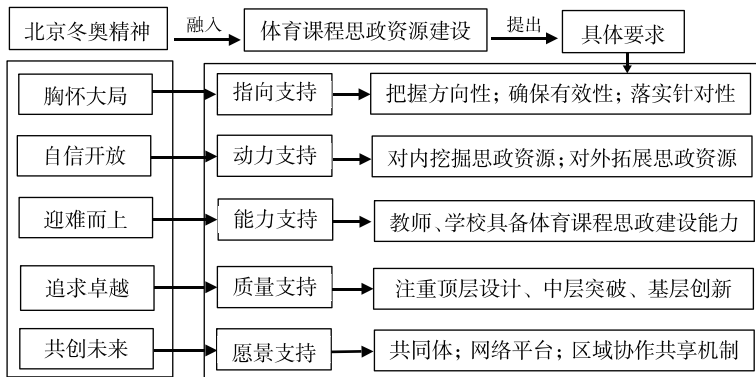 北京冬奥精神 融入 体育课程思政资源建设 提出 具体要求
胸怀大局 指向支持 把握方向性；确保有效性；落实针对性
自信开放 动力支持 对内挖掘思政资源；对外拓展思政资源
迎难而上 能力支持 教师、学校具备体育课程思政建设能力
追求卓越 质量支持 注重顶层设计、中层突破、基层创新
共创未来 愿景支持 共同体；网络平台；区域协作共享机制